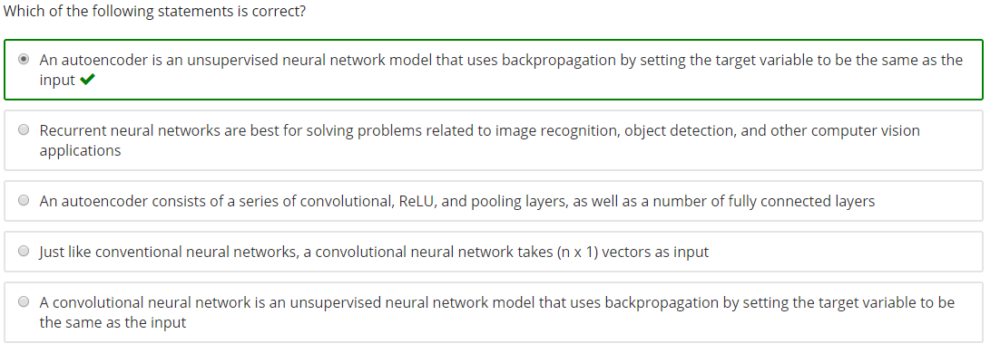 Which of the following statements is correct?
An autoencoder is an unsupervised neural network model that uses backpropagation by setting the target variable to be the same as the
input
Recurrent neural networks are best for solving problems related to image recognition, object detection, and other computer vision
applications
An autoencoder consists of a series of convolutional, ReLU, and pooling layers, as well as a number of fully connected layers
Just like conventional neural networks, a convolutional neural network takes (n x 1) vectors as input
A convolutional neural network is an unsupervised neural network model that uses backpropagation by setting the target variable to be
the same as the input